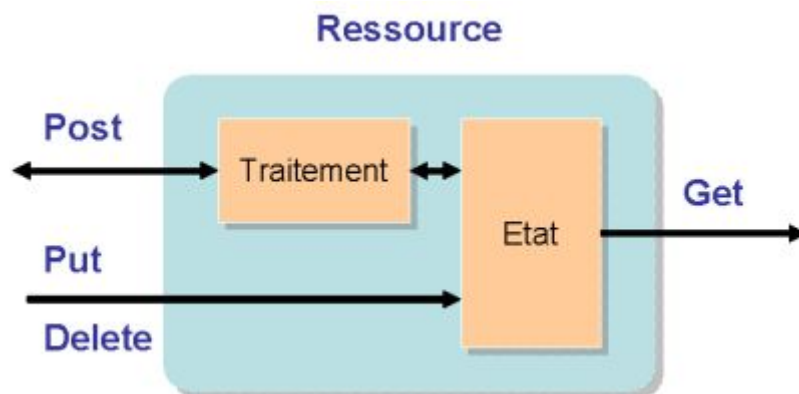 Ressource
Post
Traitement
Etat
Get
Put
Delete